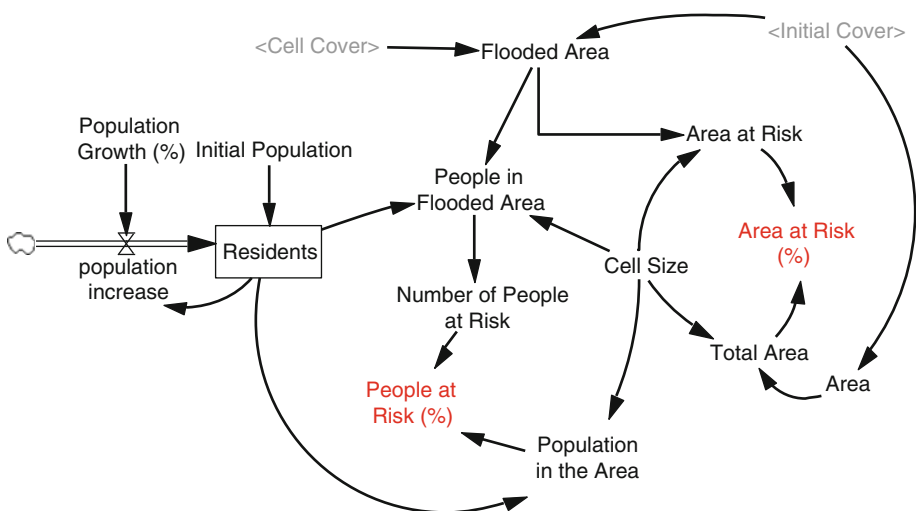 <Cell Cover>
Flooded Area
<Initial Cover>
Population
Growth (%)
Initial Population
Area at Risk
People in
Flooded Area
Residents
Area at Risk
(%)
population
increase
Cell Size
Number of People
at Risk
Total Area
Area
People at
Risk (%)
Population
in the Area